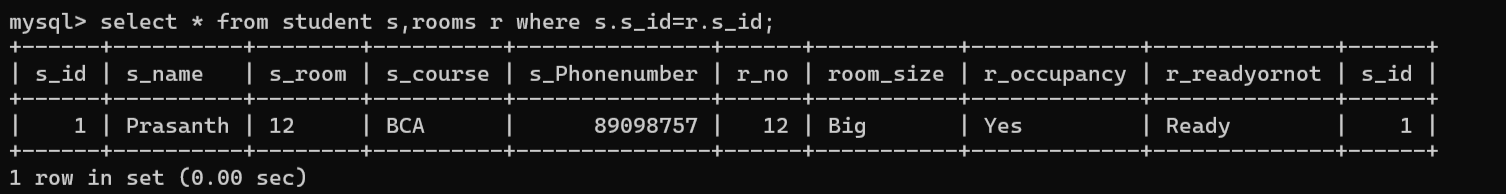 mysql> select * from student s,rooms r where s.s_id=r.s_id;
+------+----------+--------+----------+---------------+------+-----------+-------------+--------------+------+
| s_id | s_name   | s_room | s_course | s_Phonenumber | r_no | room_size | r_occupancy | r_readyornot | s_id |
+------+----------+--------+----------+---------------+------+-----------+-------------+--------------+------+
|    1 | Prasanth | 12     | BCA      |      89098757 |   12 | Big       | Yes         | Ready        |    1 |
+------+----------+--------+----------+---------------+------+-----------+-------------+--------------+------+
1 row in set (0.00 sec)